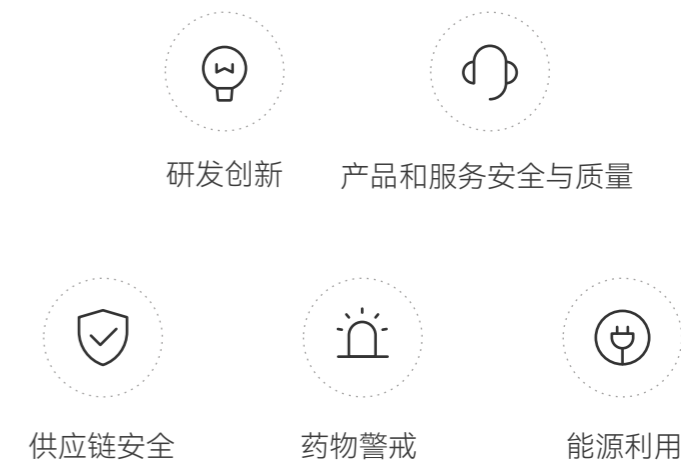 研发创新
产品和服务安全与质量
供应链安全
药物警戒
能源利用